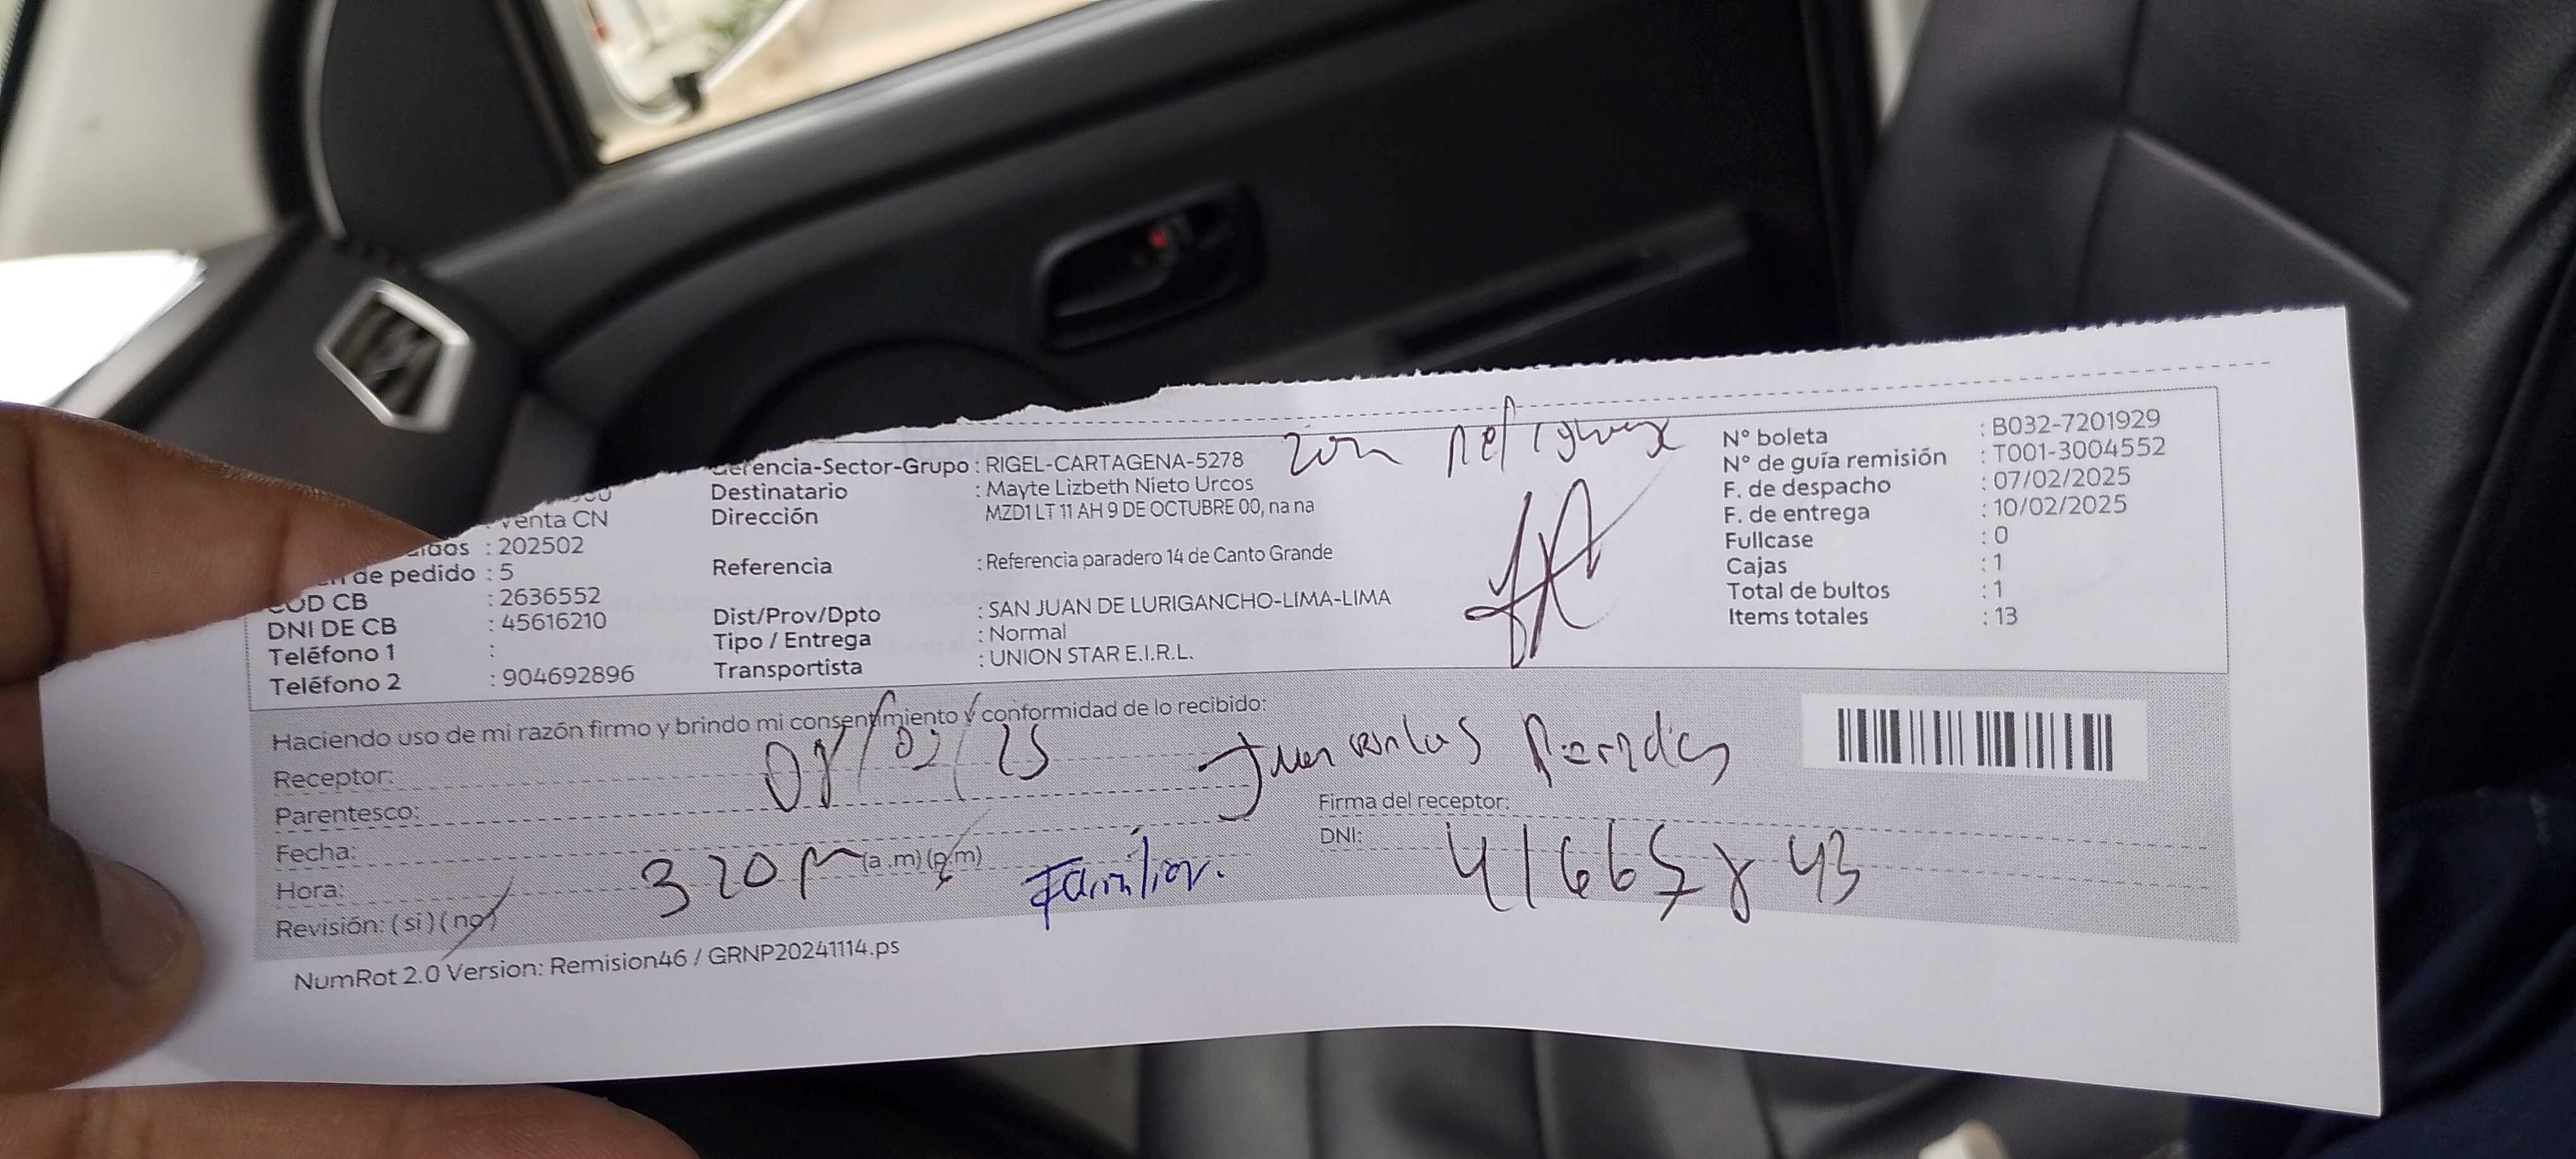 Gerencia-Sector-Grupo : RIGEL-CARTAGENA-5278
Destinatario : Mayte Lizbeth Nieto Urcos
Dirección MZD1 LT 11 AH 9 DE OCTUBRE 00, na na
Referencia : Referencia paradero 14 de Canto Grande
Dist/Prov/Dpto : SAN JUAN DE LURIGANCHO-LIMA-LIMA
Tipo / Entrega : Normal
Transportista : UNION STAR E.I.R.L.
: Venta CN
: 202502
de pedido : 5
COD CB : 2636552
DNI DE CB : 45616210
Teléfono 1 :
Teléfono 2 : 904692896
N° boleta : B032-7201929
N° de guía remisión : T001-3004552
F. de despacho : 07/02/2025
F. de entrega : 10/02/2025
Fullcase : 0
Cajas : 1
Total de bultos : 1
Items totales : 13
Haciendo uso de mi razón firmo y brindo mi consentimiento y conformidad de lo recibido:
Receptor: 08/02/25 Juan Carlos
Parentesco:
Firma del receptor:
Fecha:
Hora: 3 20 (a.m) (p.m) Familiar.
DNI: 41665843
Revisión: (si) (no)
NumRot 2.0 Version: Remision46 / GRNP20241114.ps